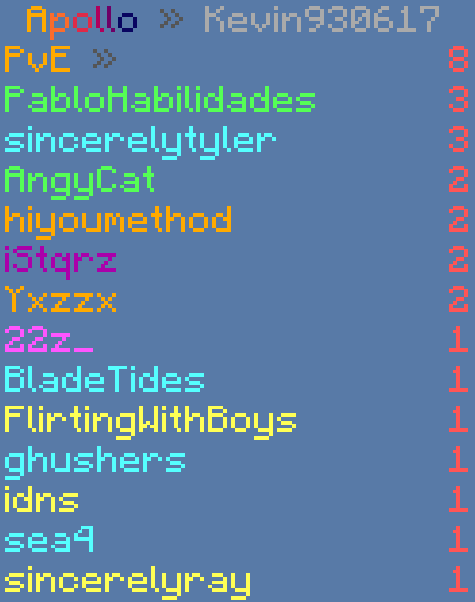 Apollo » Kevin930617
PvE » 8
PabloHabilidades 3
sincerelytyler 3
AngyCat 2
hiyoumethod 2
iStqrz 2
Yxzzx 2
22z_ 1
BladeTides 1
FlirtingWithBoys 1
ghushers 1
idns 1
sea9 1
sincerelyray 1